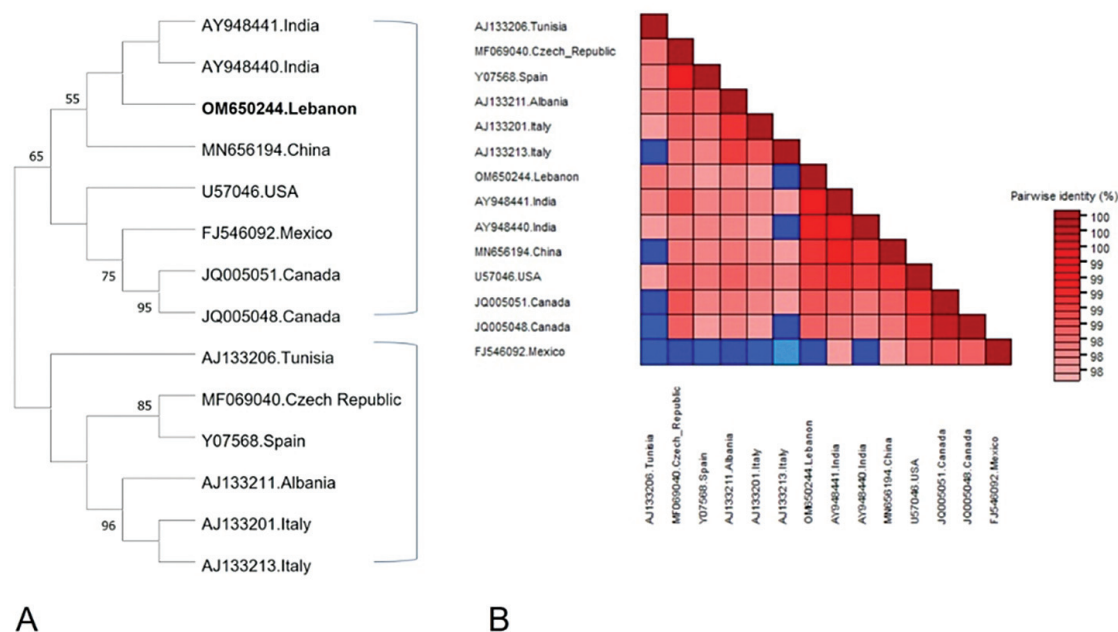 AY948441.India
AY948440.India
55
OM650244.Lebanon
65
MN656194.China
U57046.USA
FJ546092.Mexico
75
JQ005051.Canada
95
JQ005048.Canada
AJ133206.Tunisia
85
MF069040.Czech Republic
Y07568.Spain
AJ133211.Albania
96
AJ133201.Italy
AJ133213.Italy
A
AJ133206.Tunisia
MF069040.Czech_Republic
Y07568.Spain
AJ133211.Albania
AJ133201.Italy
AJ133213.Italy
OM650244.Lebanon
AY948441.India
AY948440.India
MN656194.China
U57046.USA
JQ005051.Canada
JQ005048.Canada
FJ546092.Mexico
AJ133206.Tunisia
MF069040.Czech_Republic
Y07568.Spain
AJ133211.Albania
AJ133201.Italy
AJ133213.Italy
OM650244.Lebanon
AY948441.India
AY948440.India
MN656194.China
U57046.USA
JQ005051.Canada
JQ005048.Canada
FJ546092.Mexico
Pairwise identity (%)
100
100
100
99
99
99
98
98
98
B